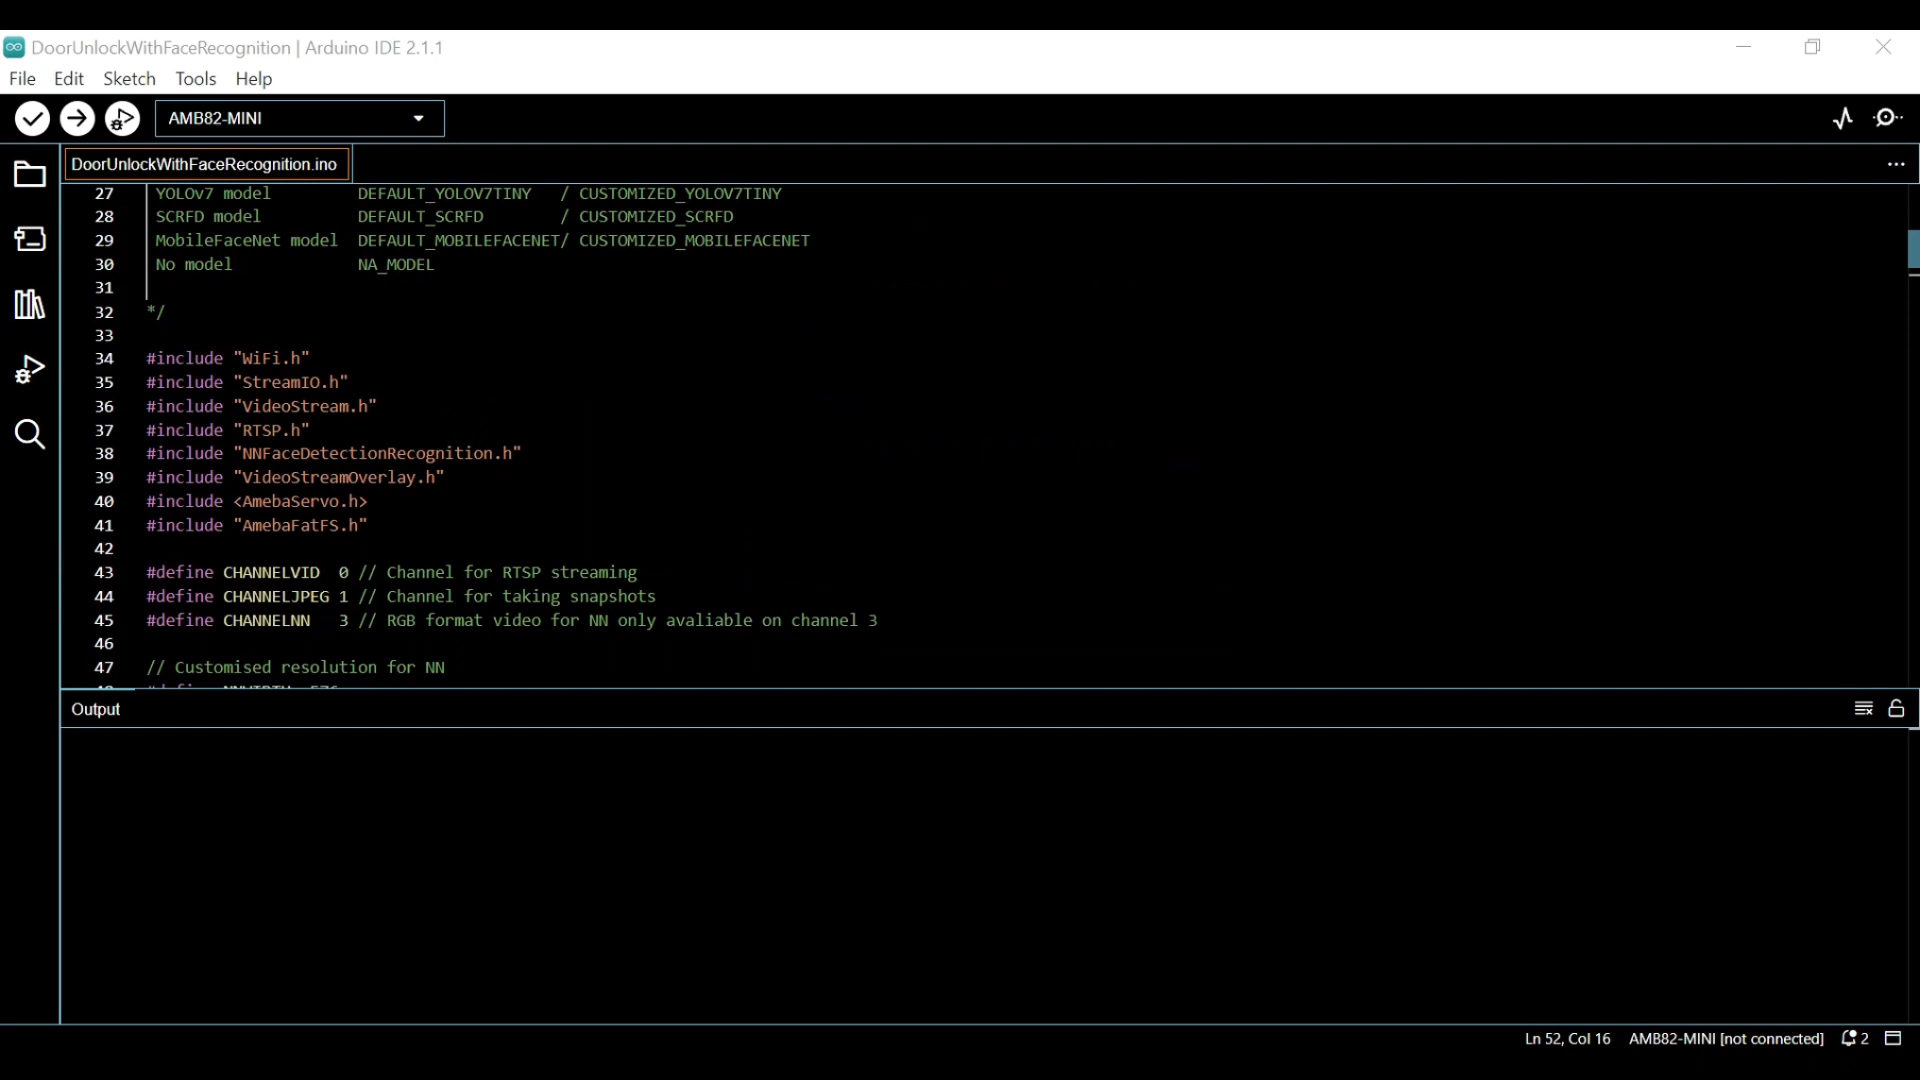 DoorUnlockWithFaceRecognition | Arduino IDE 2.1.1
File Edit Sketch Tools Help
AMB82-MINI
DoorUnlockWithFaceRecognition.ino
27 YOLOv7 model DEFAULT_YOLOV7TINY / CUSTOMIZED_YOLOV7TINY
28 SCRFD model DEFAULT_SCRFD / CUSTOMIZED_SCRFD
29 MobileFaceNet model DEFAULT_MOBILEFACENET/ CUSTOMIZED_MOBILEFACENET
30 No model NA_MODEL
31
32 */
33
34 #include "WiFi.h"
35 #include "StreamIO.h"
36 #include "VideoStream.h"
37 #include "RTSP.h"
38 #include "NNFaceDetectionRecognition.h"
39 #include "VideoStreamOverlay.h"
40 #include <AmebaServo.h>
41 #include "AmebaFatFS.h"
42
43 #define CHANNELVID 0 // Channel for RTSP streaming
44 #define CHANNELJPEG 1 // Channel for taking snapshots
45 #define CHANNELNN 3 // RGB format video for NN only avaliable on channel 3
46
47 // Customised resolution for NN
Output
Ln 52, Col 16 AMB82-MINI [not connected] 2